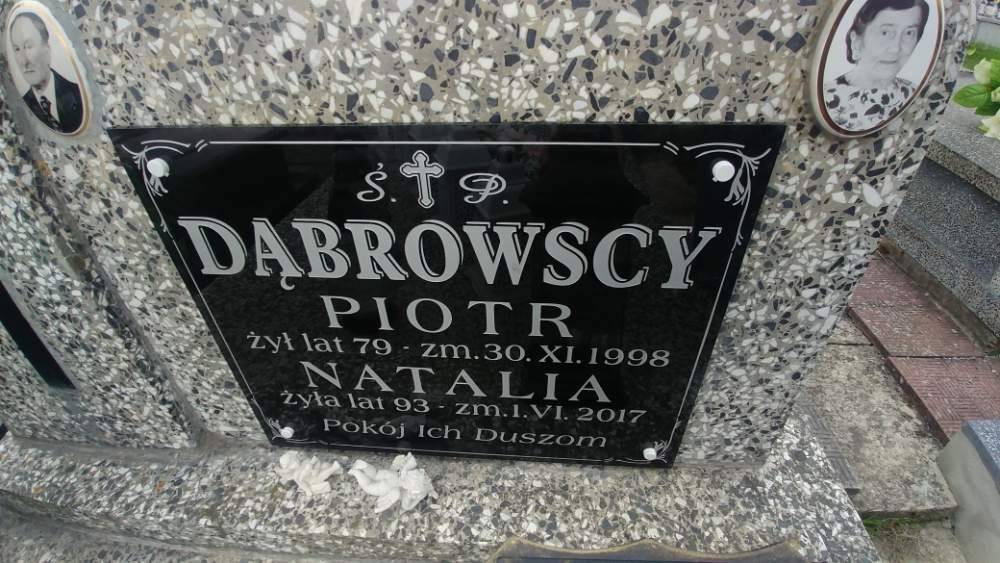 Ś. P.
DĄBROWSCY
PIOTR
żył lat 79 - zm. 30. XI. 1998
NATALIA
żyła lat 93 - zm. 1. VI. 2017
Pokój Ich Duszom